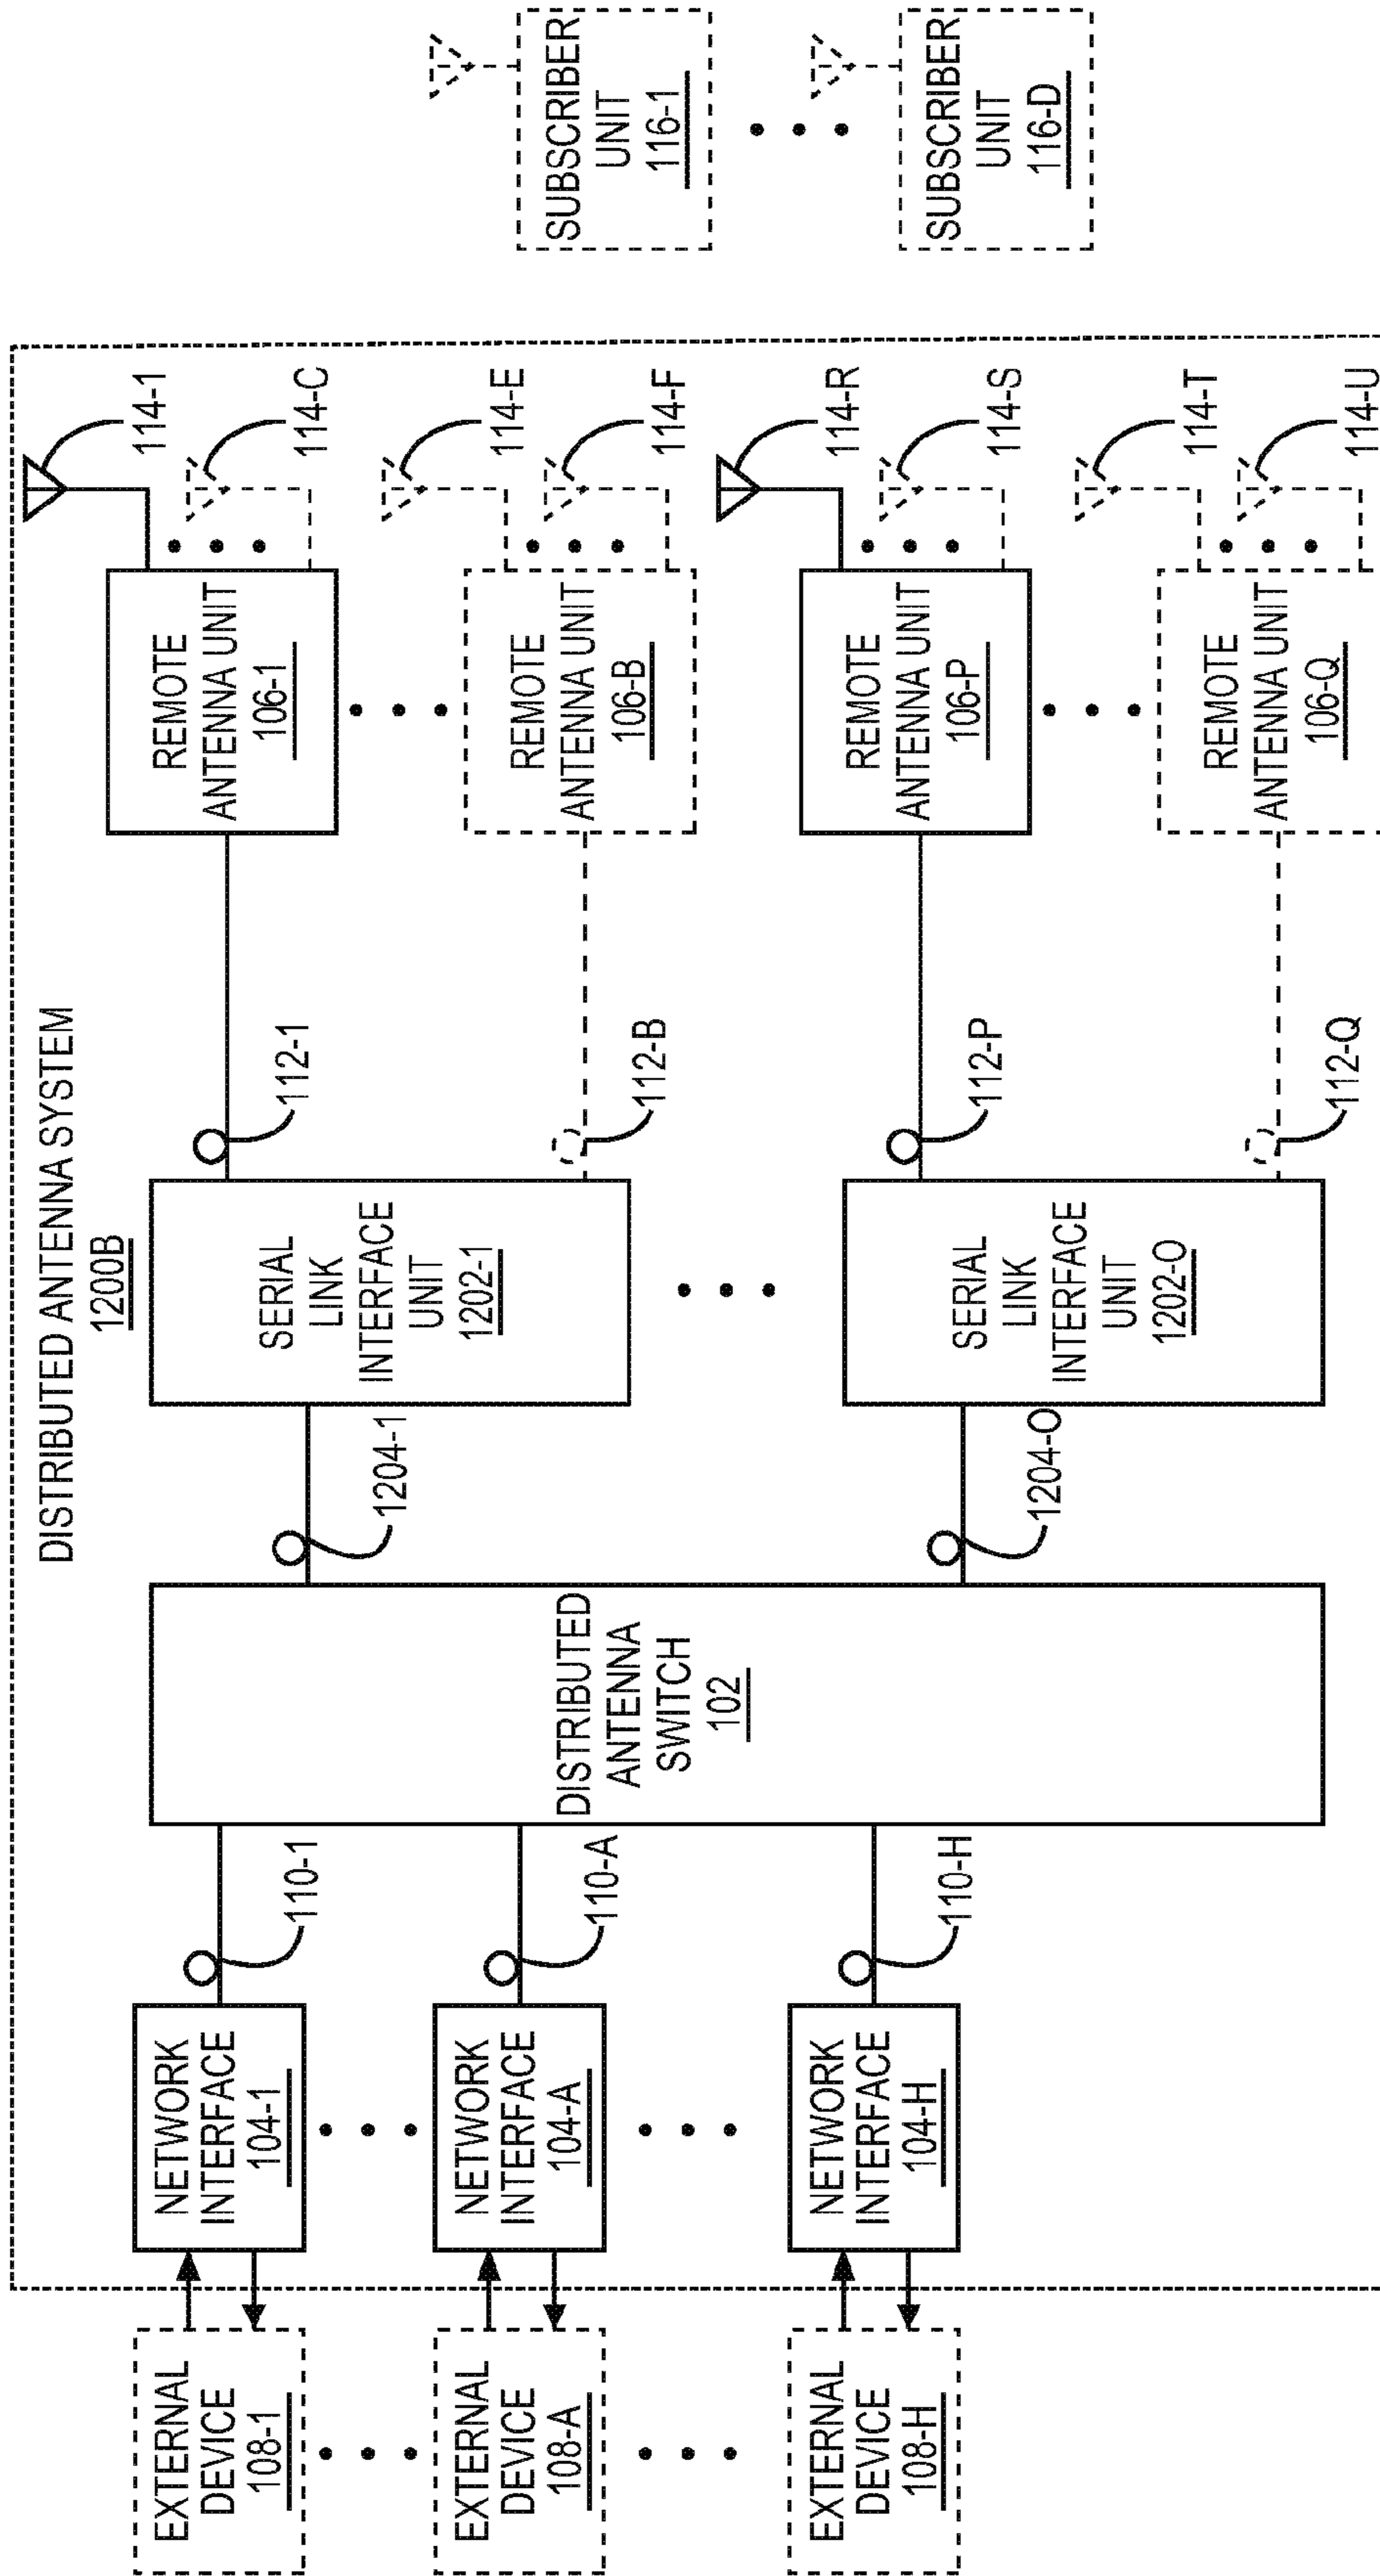 DISTRIBUTED ANTENNA SYSTEM
1200B
EXTERNAL
DEVICE
108-1
EXTERNAL
DEVICE
108-A
EXTERNAL
DEVICE
108-H
NETWORK
INTERFACE
104-1
NETWORK
INTERFACE
104-A
NETWORK
INTERFACE
104-H
110-1
110-A
110-H
DISTRIBUTED
ANTENNA
SWITCH
102
1204-1
1204-O
SERIAL
LINK
INTERFACE
UNIT
1202-1
SERIAL
LINK
INTERFACE
UNIT
1202-O
112-1
112-B
112-P
112-Q
REMOTE
ANTENNA UNIT
106-1
REMOTE
ANTENNA UNIT
106-B
REMOTE
ANTENNA UNIT
106-P
REMOTE
ANTENNA UNIT
106-Q
114-1
114-C
114-E
114-F
114-R
114-S
114-T
114-U
SUBSCRIBER
UNIT
116-1
SUBSCRIBER
UNIT
116-D